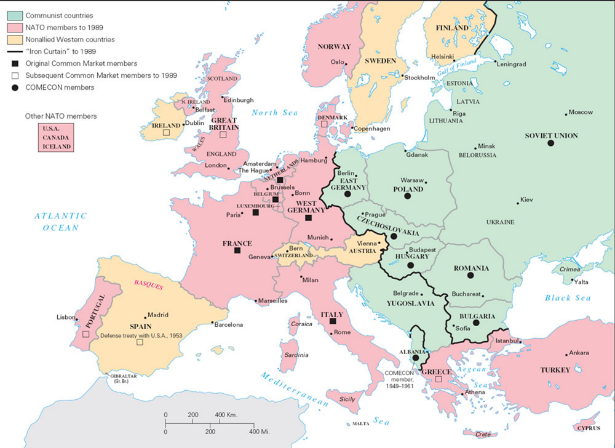 Communist countries
NATO members to 1989
Nonallied Western countries
"Iron Curtain" to 1989
Original Common Market members
Subsequent Common Market members to 1989
COMECON members
Other NATO members
U.S.A.
CANADA
ICELAND
NORWAY
Oslo
SWEDEN
Stockholm
FINLAND
Helsinki
Gulf of Finland
Leningrad
ESTONIA
LATVIA
Riga
LITHUANIA
Moscow
SOVIET UNION
Minsk
BELORUSSIA
Kiev
UKRAINE
Crimea
Yalta
Black Sea
SCOTLAND
Edinburgh
N. IRELAND
Belfast
IRELAND
Dublin
GREAT
BRITAIN
WALES
ENGLAND
London
North Sea
DENMARK
Copenhagen
Hamburg
Amsterdam
The Hague
NETHERLANDS
Brussels
BELGIUM
LUXEMBOURG
Bonn
WEST
GERMANY
Munich
Berlin
EAST
GERMANY
Gdansk
Warsaw
POLAND
Prague
CZECHOSLOVAKIA
Vienna
AUSTRIA
Budapest
HUNGARY
ROMANIA
Bucharest
Belgrade
YUGOSLAVIA
BULGARIA
Sofia
ALBANIA
COMECON
member,
1949-1961
GREECE
Athens
Aegean
Sea
Crete
Istanbul
Ankara
TURKEY
CYPRUS
ATLANTIC
OCEAN
Paris
FRANCE
Geneva
Bern
SWITZERLAND
Milan
Marseilles
ITALY
Rome
Corsica
Sardinia
Sicily
MALTA
Mediterranean
Sea
BASQUES
PORTUGAL
Lisbon
Madrid
SPAIN
Defense treaty with U.S.A., 1953
Barcelona
GIBRALTAR
(Gr. Br.)
0 200 400 Km.
0 200 400 Mi.